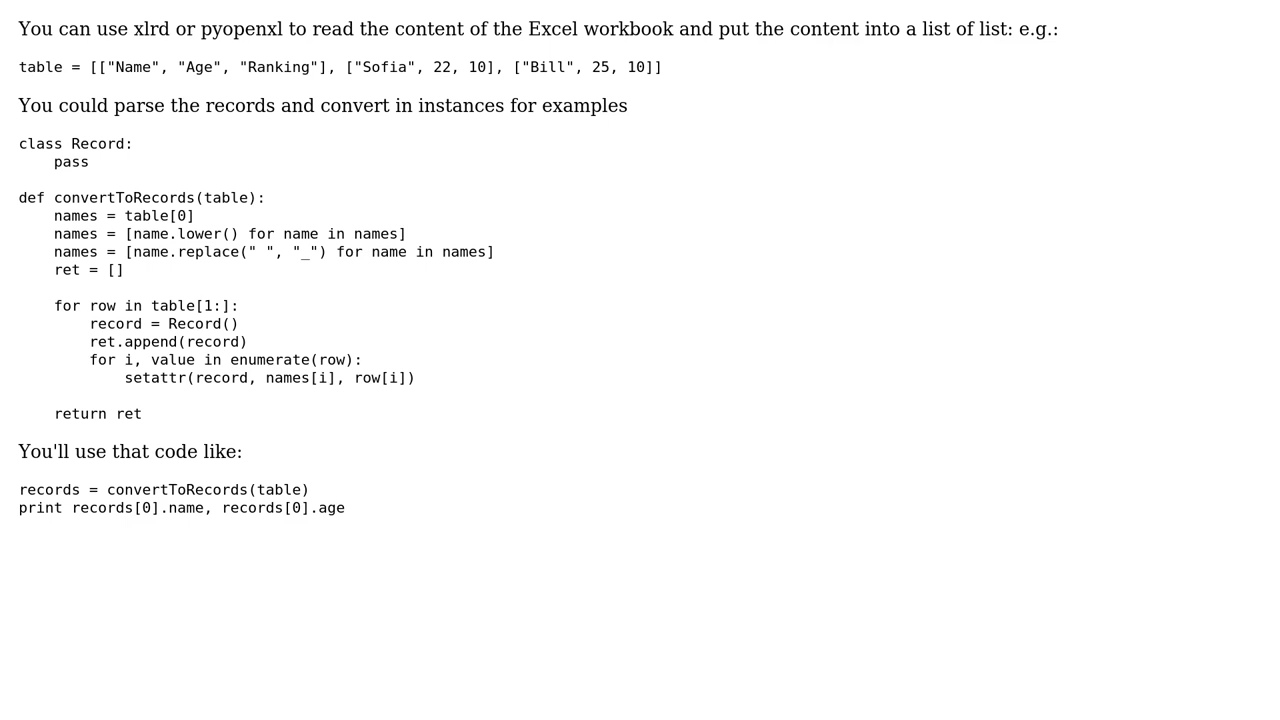 You can use xlrd or pyopenxl to read the content of the Excel workbook and put the content into a list of list: e.g.:
table = [["Name", "Age", "Ranking"], ["Sofia", 22, 10], ["Bill", 25, 10]]
You could parse the records and convert in instances for examples
class Record:
    pass
def convertToRecords(table):
    names = table[0]
    names = [name.lower() for name in names]
    names = [name.replace(" ", "_") for name in names]
    ret = []
    for row in table[1:]:
        record = Record()
        ret.append(record)
        for i, value in enumerate(row):
            setattr(record, names[i], row[i])
    return ret
You'll use that code like:
records = convertToRecords(table)
print records[0].name, records[0].age